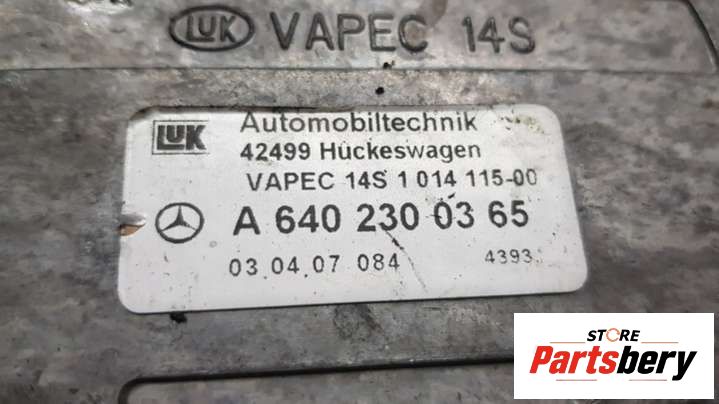 LUK VAPEC 14S
LUK Automobiltechnik
42499 Hückeswagen
VAPEC 14S 1 014 115-00
A 640 230 03 65
03.04.07 084 4393
STORE
Partsbery